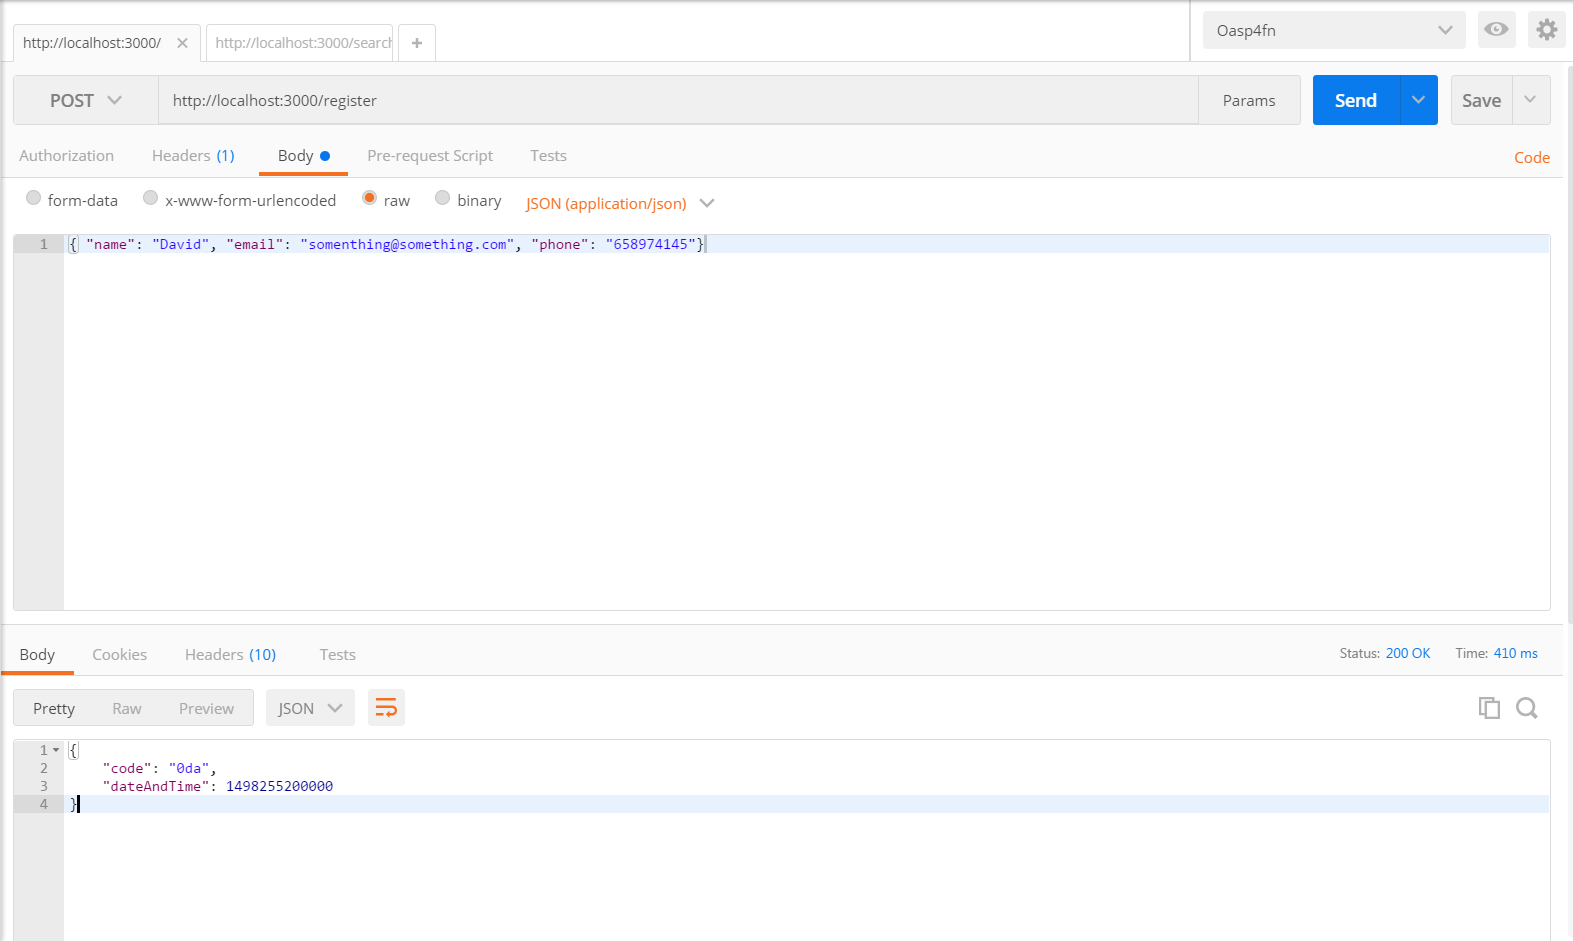 http://localhost:3000/
http://localhost:3000/search
Oasp4fn
POST
http://localhost:3000/register
Params
Send
Save
Authorization
Headers (1)
Body
Pre-request Script
Tests
Code
form-data
x-www-form-urlencoded
raw
binary
JSON (application/json)
1 { "name": "David", "email": "somenthing@something.com", "phone": "658974145"}
Body
Cookies
Headers (10)
Tests
Status: 200 OK
Time: 410 ms
Pretty
Raw
Preview
JSON
1 {
2 "code": "0da",
3 "dateAndTime": 1498255200000
4 }